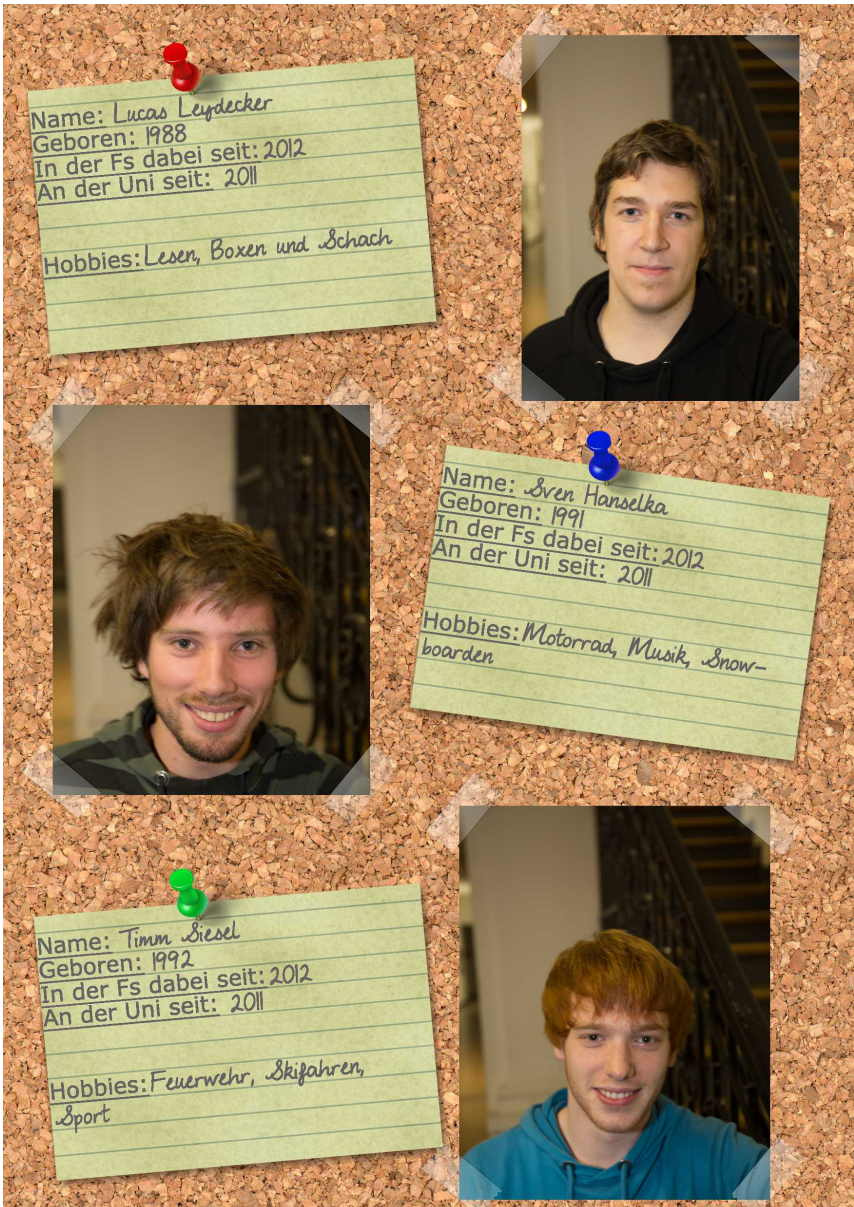 Name: Lucas Leydecker
Geboren: 1988
In der Fs dabei seit: 2012
An der Uni seit: 2011
Hobbies: Lesen, Boxen und Schach
Name: Sven Hanselka
Geboren: 1991
In der Fs dabei seit: 2012
An der Uni seit: 2011
Hobbies: Motorrad, Musik, Snow-
boarden
Name: Timm Siesel
Geboren: 1992
In der Fs dabei seit: 2012
An der Uni seit: 2011
Hobbies: Feuerwehr, Skifahren,
Sport